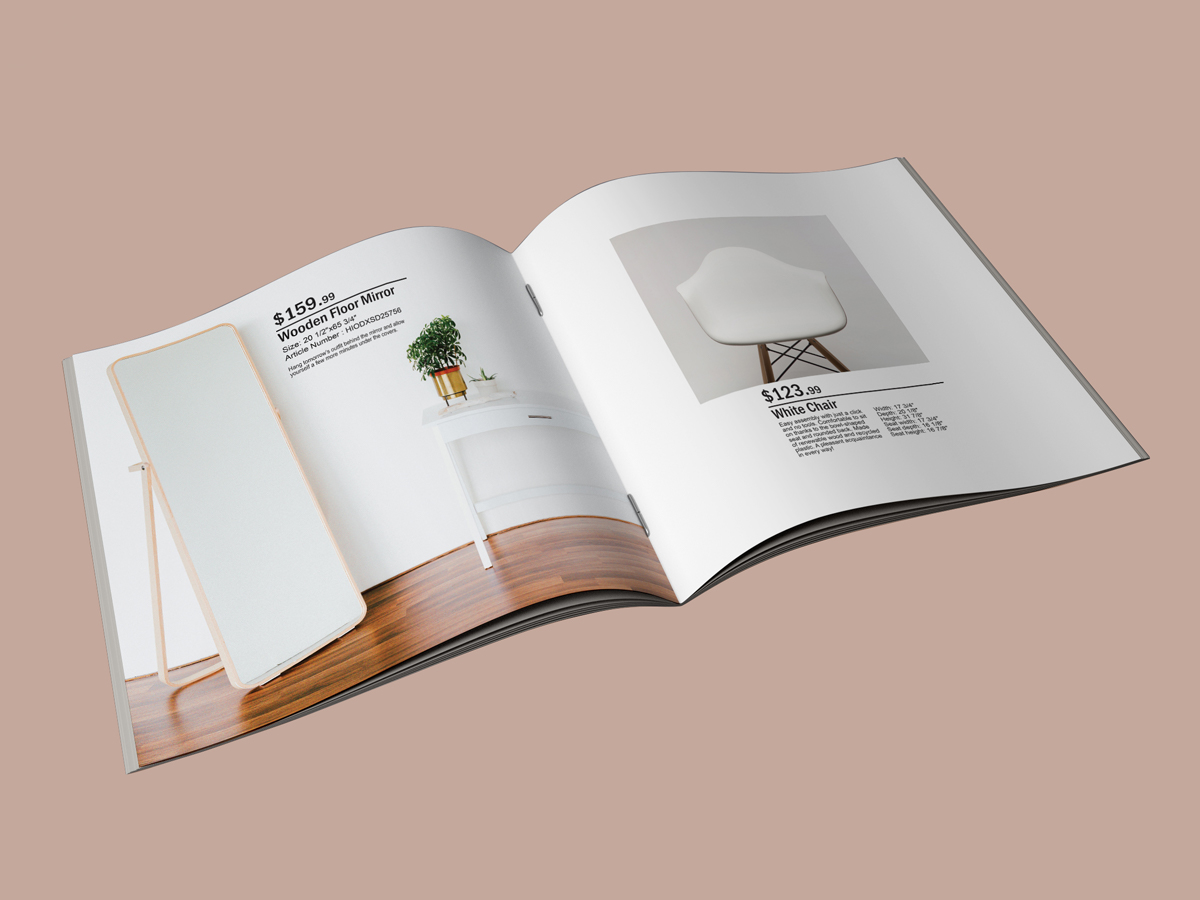 $159.99
Wooden Floor Mirror
Size: 20 1/2"x65 3/4"
Article Number : HIODXSD25756
Hang tomorrow's outfit behind the mirror and allow
yourself a few more minutes under the covers.
$123.99
White Chair
Easy assembly with just a click
and no tools. Comfortable to sit
on thanks to the bowl-shaped
seat and rounded back. Made
of renewable wood and recycled
plastic. A pleasant acquaintance
in every way!
Width: 17 3/4"
Depth: 20 1/8"
Height: 31 7/8"
Seat width: 17 3/4"
Seat depth: 16 1/8"
Seat height: 16 7/8"